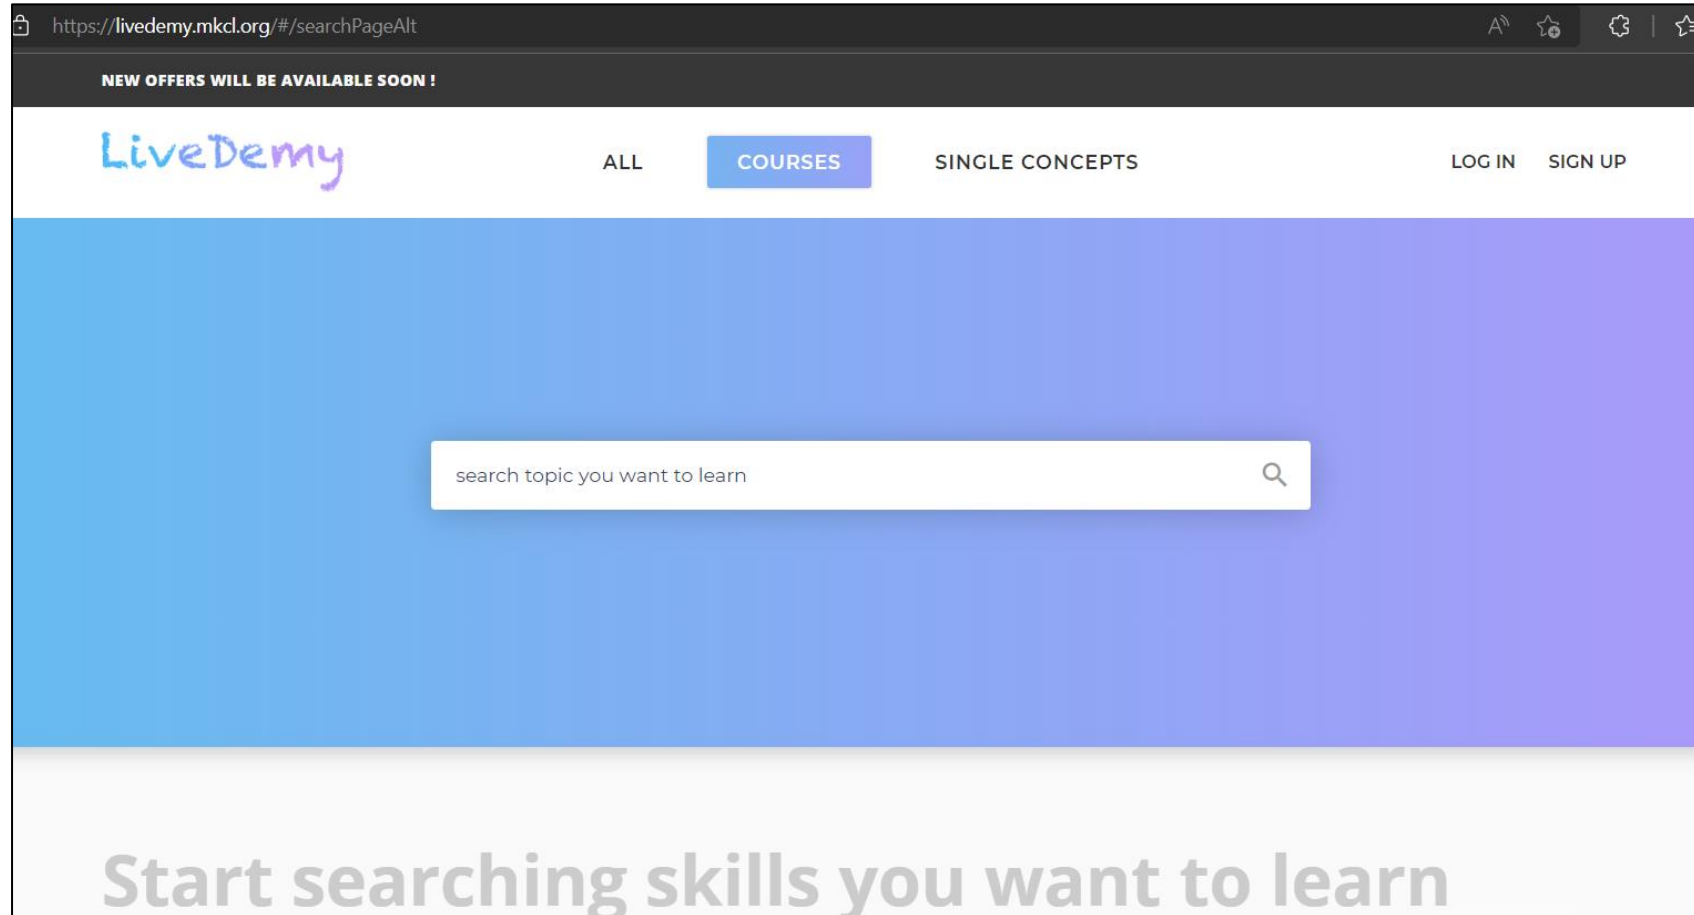 https://livedemy.mkcl.org/#/searchPageAlt
NEW OFFERS WILL BE AVAILABLE SOON !
LiveDemy ALL COURSES SINGLE CONCEPTS LOG IN SIGN UP
search topic you want to learn
Start searching skills you want to learn